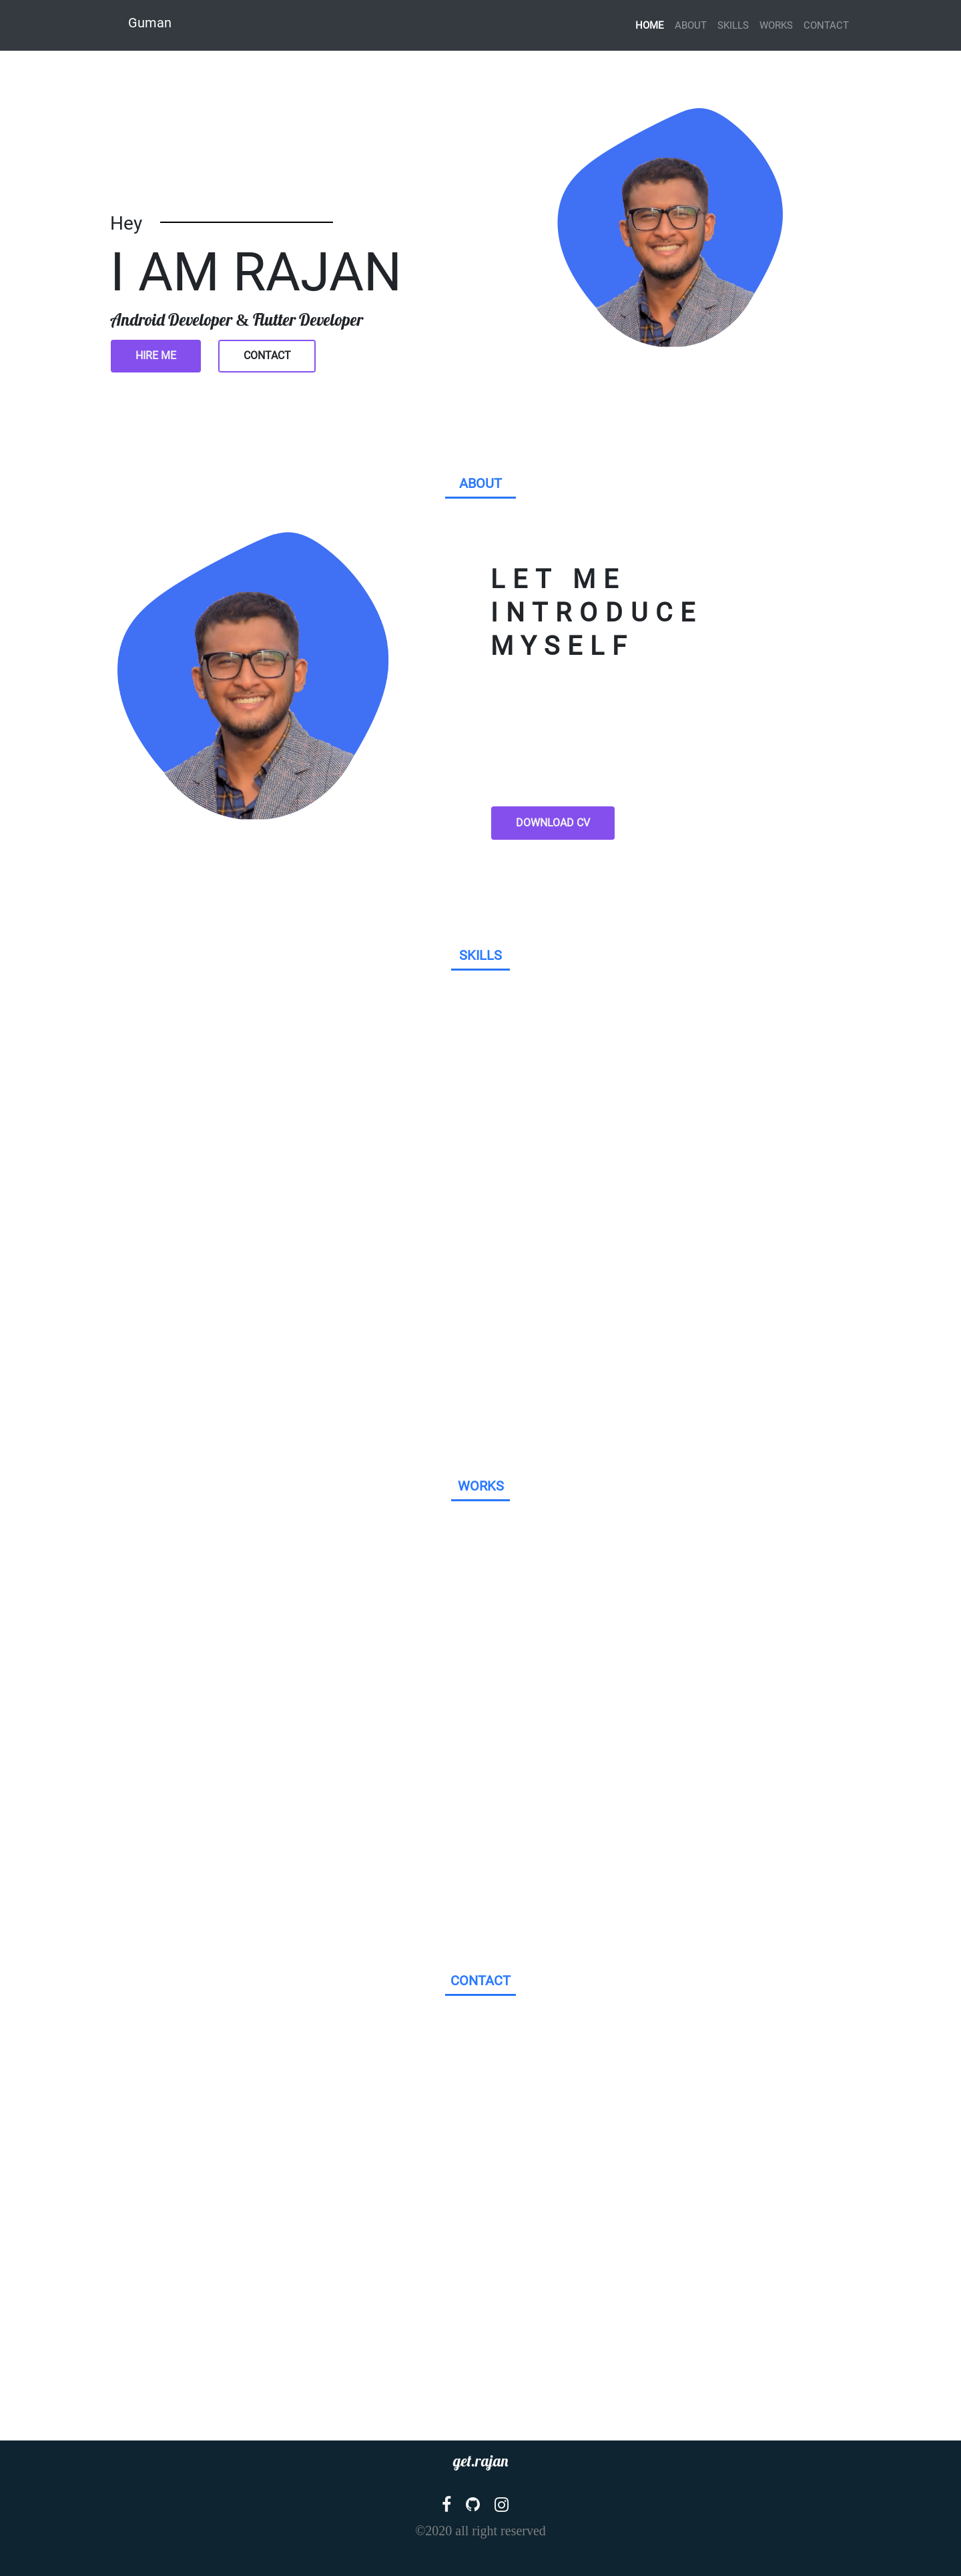 Guman
HOME ABOUT SKILLS WORKS CONTACT
Hey
I AM RAJAN
Android Developer & Flutter Developer
HIRE ME CONTACT
ABOUT
LET ME
INTRODUCE
MYSELF
DOWNLOAD CV
SKILLS
WORKS
CONTACT
get.rajan
©2020 all right reserved